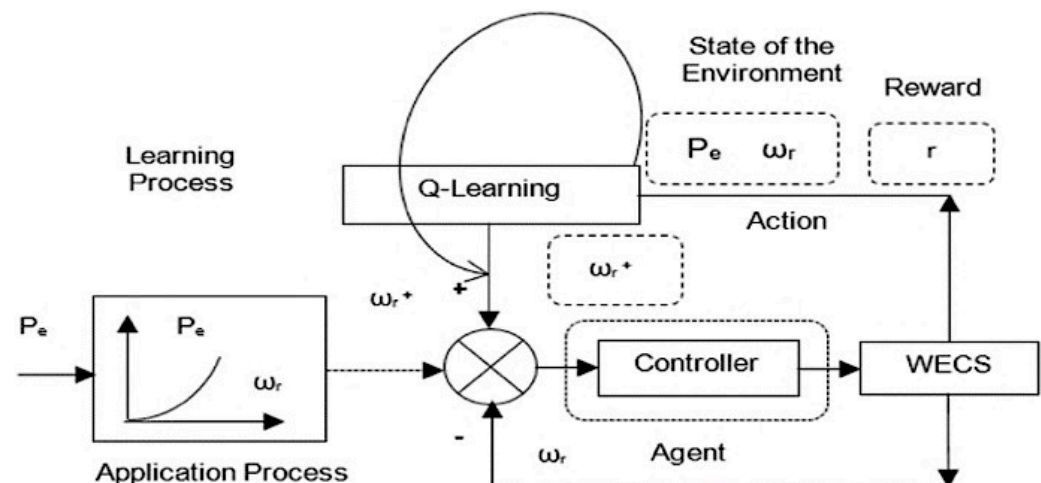 State of the
Environment
Reward
Pₑ ωᵣ
r
Learning
Process
Q-Learning
Action
ωᵣ⁺
ωᵣ⁺ +
Pₑ
Pₑ
ωᵣ
Controller
WECS
-
ωᵣ
Agent
Application Process